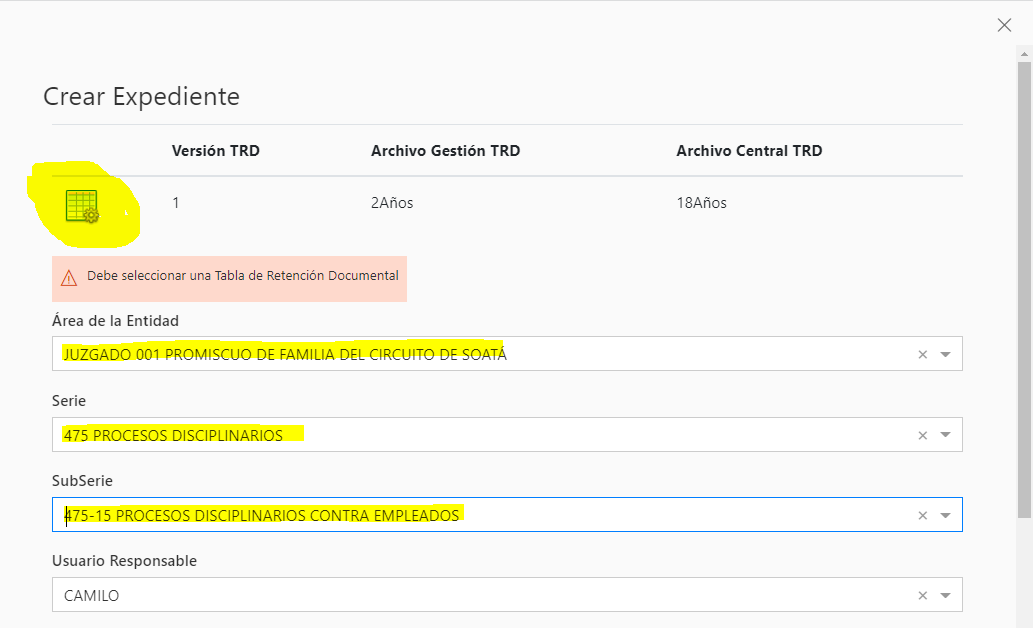 Crear Expediente
Versión TRD Archivo Gestión TRD Archivo Central TRD
1 2Años 18Años
Debe seleccionar una Tabla de Retención Documental
Área de la Entidad
JUZGADO 001 PROMISCUO DE FAMILIA DEL CIRCUITO DE SOATÁ
Serie
475 PROCESOS DISCIPLINARIOS
SubSerie
475-15 PROCESOS DISCIPLINARIOS CONTRA EMPLEADOS
Usuario Responsable
CAMILO